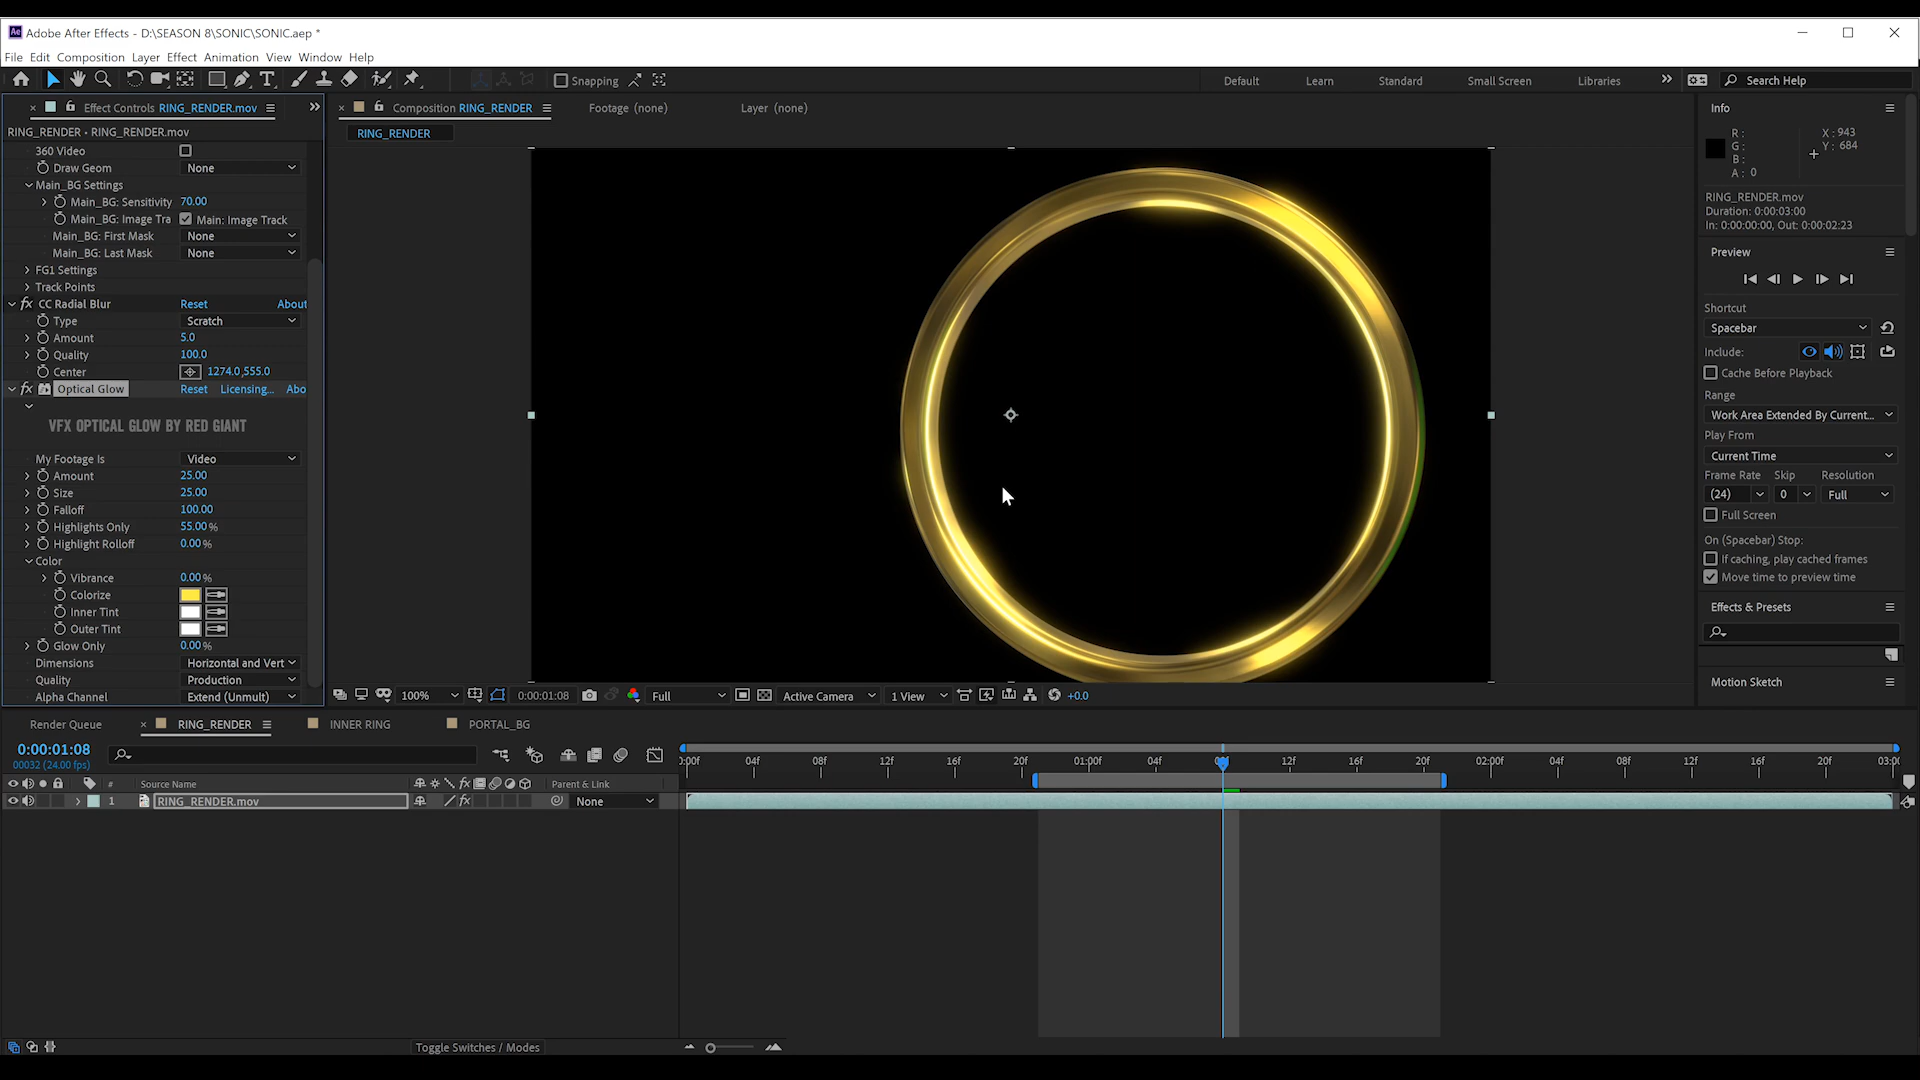 Ae Adobe After Effects - D:\SEASON 8\SONIC\SONIC.aep *
File Edit Composition Layer Effect Animation View Window Help
Snapping Default Learn Standard Small Screen Libraries Search Help
Effect Controls RING_RENDER.mov
Composition RING_RENDER Footage (none) Layer (none)
RING_RENDER • RING_RENDER.mov
RING_RENDER
360 Video
Draw Geom None
Main_BG Settings
Main_BG: Sensitivity 70.00
Main_BG: Image Tra Main: Image Track
Main_BG: First Mask None
Main_BG: Last Mask None
FG1 Settings
Track Points
CC Radial Blur Reset About
Type Scratch
Amount 5.0
Quality 100.0
Center 1274.0,555.0
Optical Glow Reset Licensing... Abo
VFX OPTICAL GLOW BY RED GIANT
My Footage Is Video
Amount 25.00
Size 25.00
Falloff 100.00
Highlights Only 55.00 %
Highlight Rolloff 0.00 %
Color
Vibrance 0.00 %
Colorize
Inner Tint
Outer Tint
Glow Only 0.00 %
Dimensions Horizontal and Vert
Quality Production
Alpha Channel Extend (Unmult)
100% 0:00:01:08 Full Active Camera 1 View +0.0
Info
R :
G :
B :
A : 0
X : 943
Y : 684
RING_RENDER.mov
Duration: 0:00:03:00
In: 0:00:00:00, Out: 0:00:02:23
Preview
Shortcut
Spacebar
Include:
Cache Before Playback
Range
Work Area Extended By Current...
Play From
Current Time
Frame Rate Skip Resolution
(24) 0 Full
Full Screen
On (Spacebar) Stop:
If caching, play cached frames
Move time to preview time
Effects & Presets
Motion Sketch
Render Queue RING_RENDER INNER RING PORTAL_BG
0:00:01:08
00032 (24.00 fps)
0:00f 04f 08f 12f 16f 20f 01:00f 04f 12f 16f 20f 02:00f 04f 08f 12f 16f 20f 03:00
# Source Name fx Parent & Link
1 RING_RENDER.mov fx None
Toggle Switches / Modes